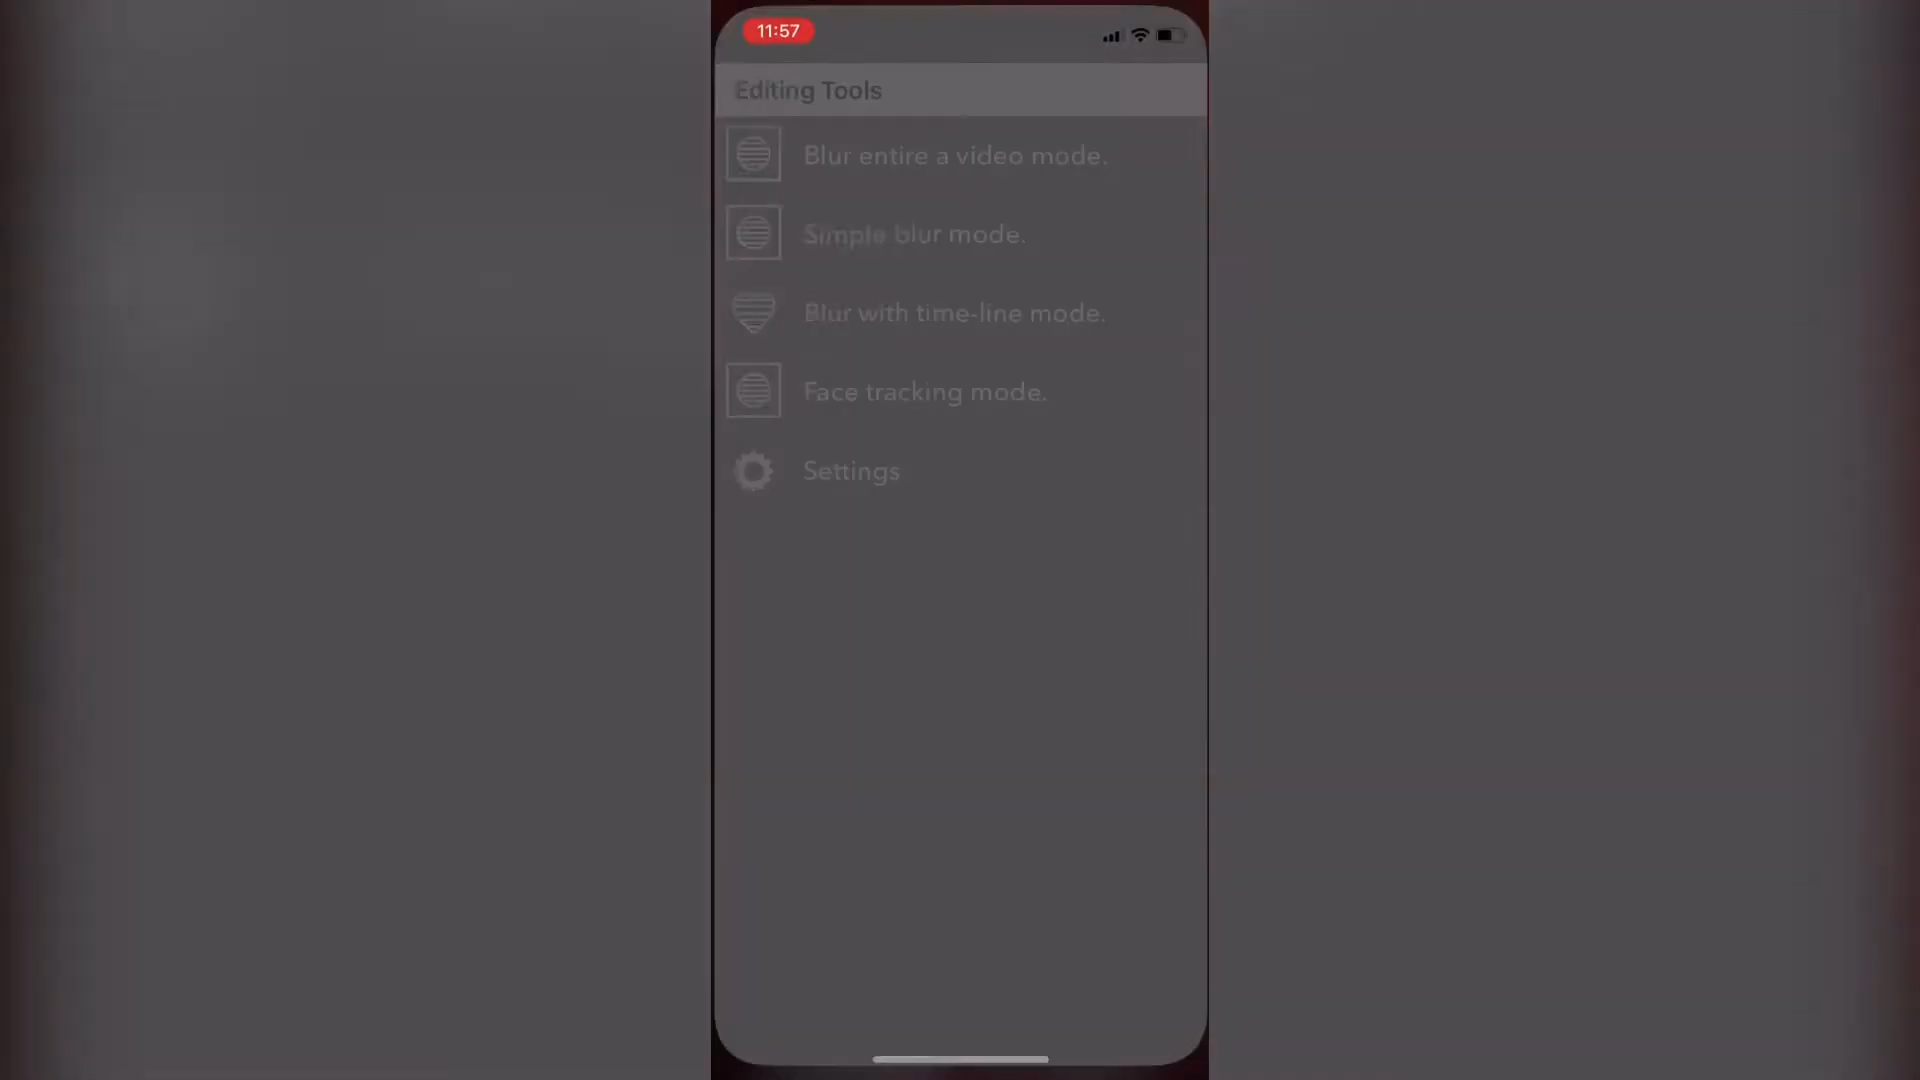 11:57
Editing Tools
Blur entire a video mode.
Simple blur mode.
Blur with time-line mode.
Face tracking mode.
Settings